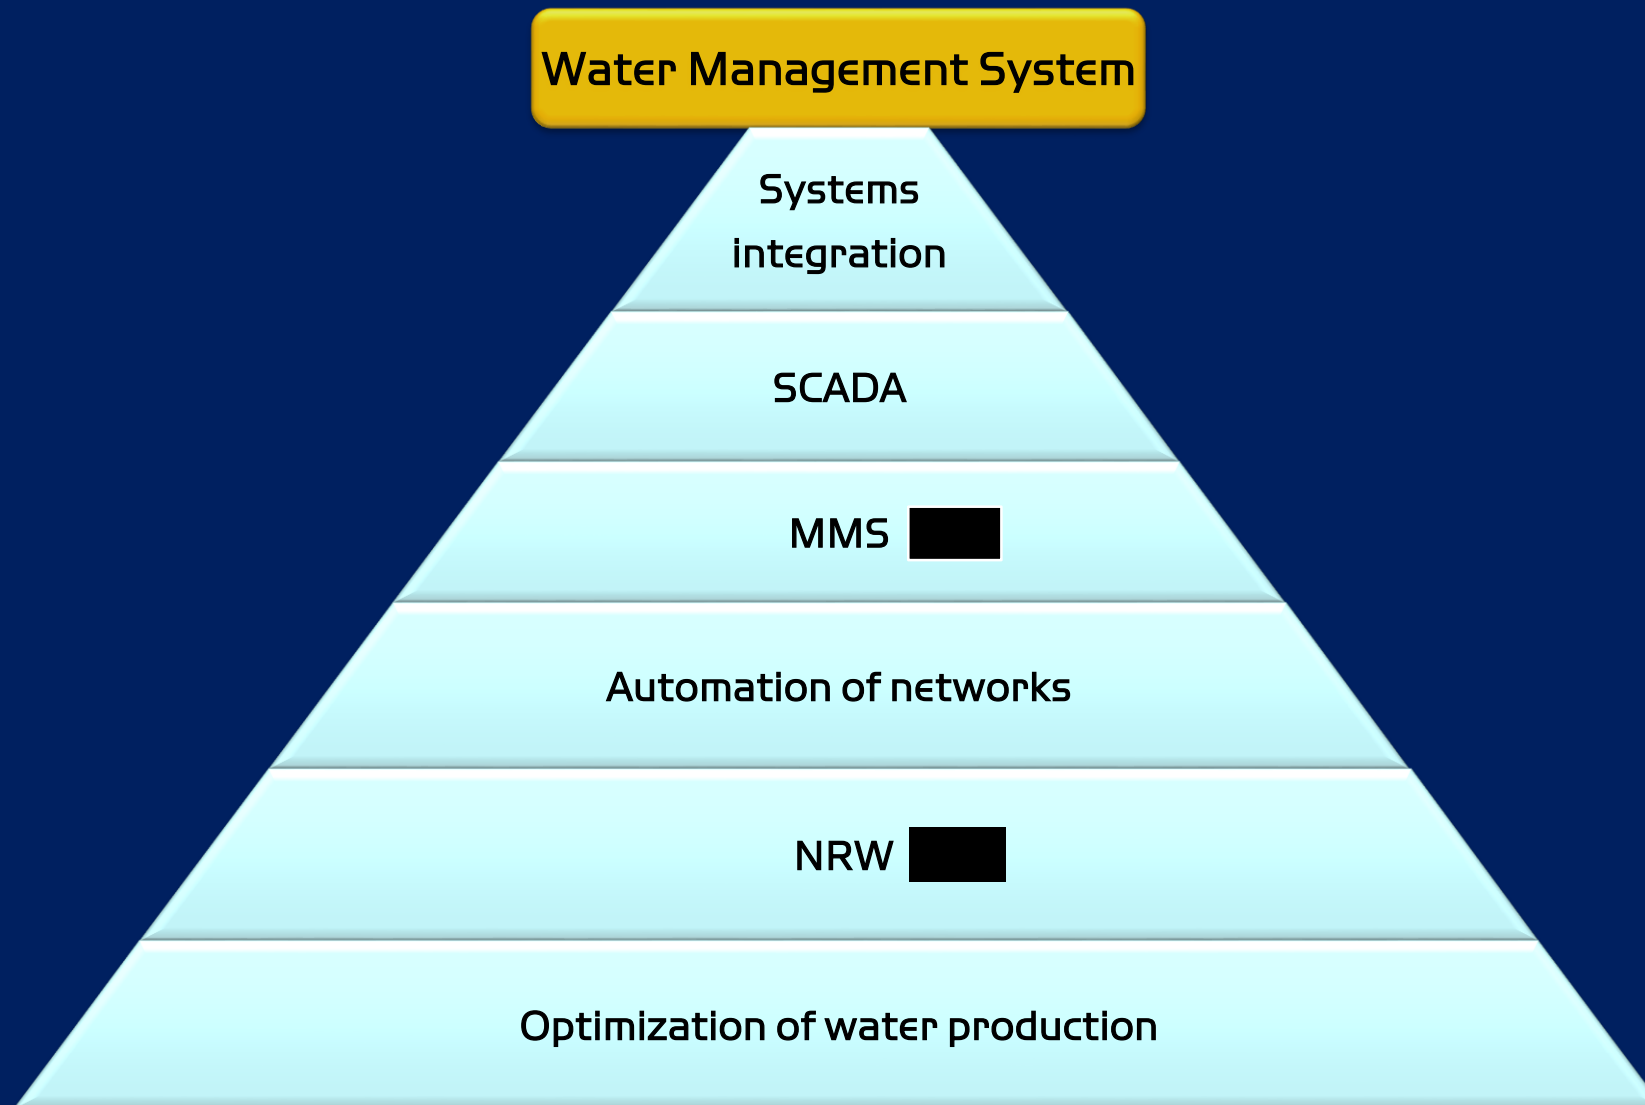 Water Management System
Systems
integration
SCADA
MMS
Automation of networks
NRW
Optimization of water production